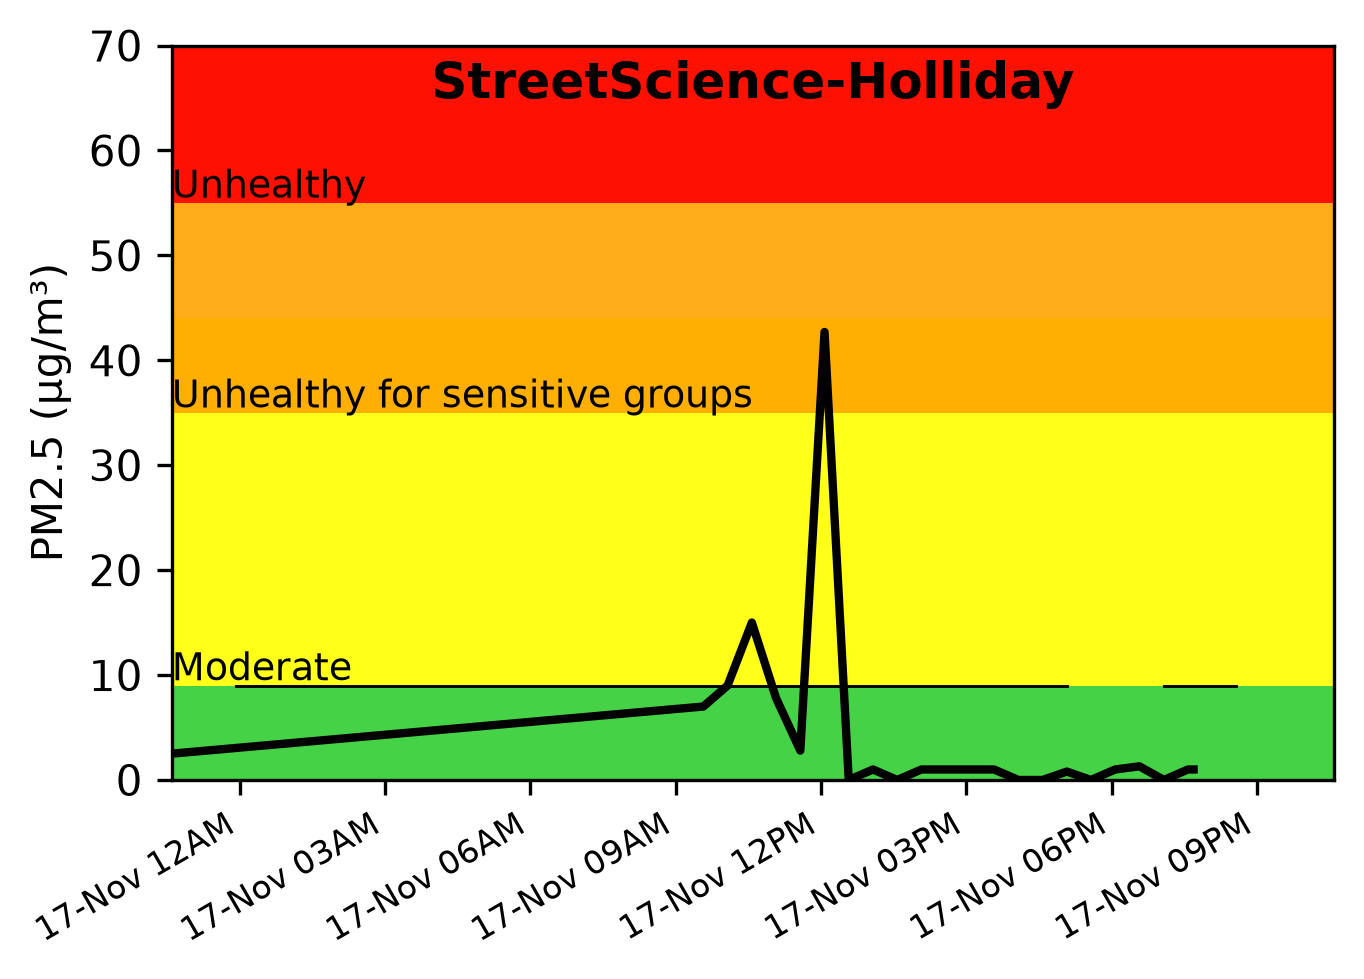 StreetScience-Holliday
PM2.5 (µg/m³)
70
60
50
40
30
20
10
0
Unhealthy
Unhealthy for sensitive groups
Moderate
17-Nov 12AM
17-Nov 03AM
17-Nov 06AM
17-Nov 09AM
17-Nov 12PM
17-Nov 03PM
17-Nov 06PM
17-Nov 09PM